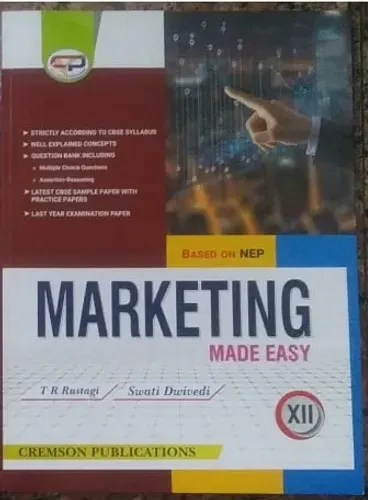 CP
➤ STRICTLY ACCORDING TO CBSE SYLLABUS
➤ WELL EXPLAINED CONCEPTS
➤ QUESTION BANK INCLUDING
Multiple Choice Questions
Assertion-Reasoning
➤ LATEST CBSE SAMPLE PAPER WITH
PRACTICE PAPERS
➤ LAST YEAR EXAMINATION PAPER
BASED ON NEP
MARKETING
MADE EASY
T R Rustagi / Swati Dwivedi
XII
CREMSON PUBLICATIONS